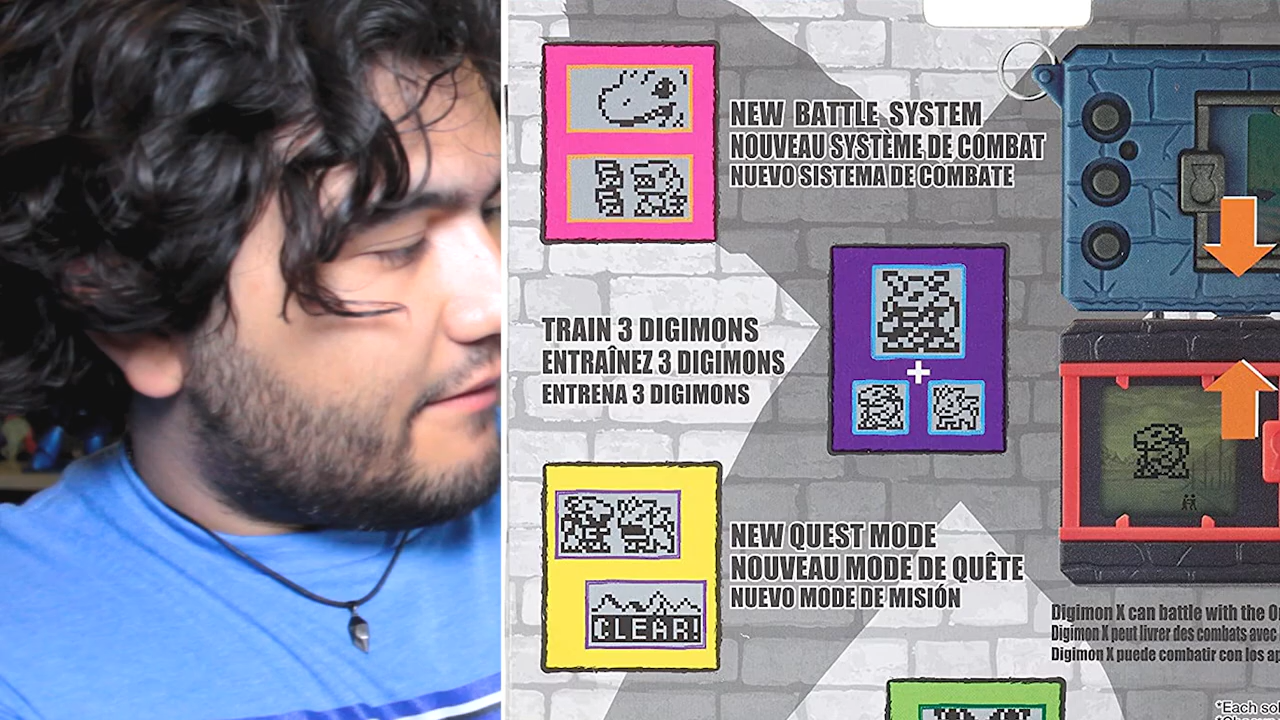 NEW BATTLE SYSTEM
NOUVEAU SYSTÈME DE COMBAT
NUEVO SISTEMA DE COMBATE
TRAIN 3 DIGIMONS
ENTRAÎNEZ 3 DIGIMONS
ENTRENA 3 DIGIMONS
NEW QUEST MODE
NOUVEAU MODE DE QUÊTE
NUEVO MODE DE MISIÓN
CLEAR!
Digimon X can battle with the
Digimon X peut livrer des combats avec
Digimon X puede combatir con los
*Each